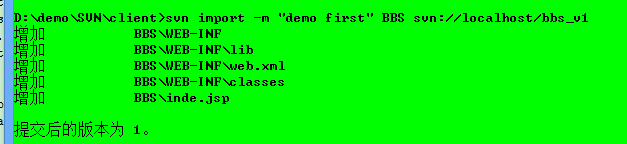 D:\demo\SVN\client>svn import -m "demo first" BBS svn://localhost/bbs_v1
增加 BBS\WEB-INF
增加 BBS\WEB-INF\lib
增加 BBS\WEB-INF\web.xml
增加 BBS\WEB-INF\classes
增加 BBS\inde.jsp
提交后的版本为 1。